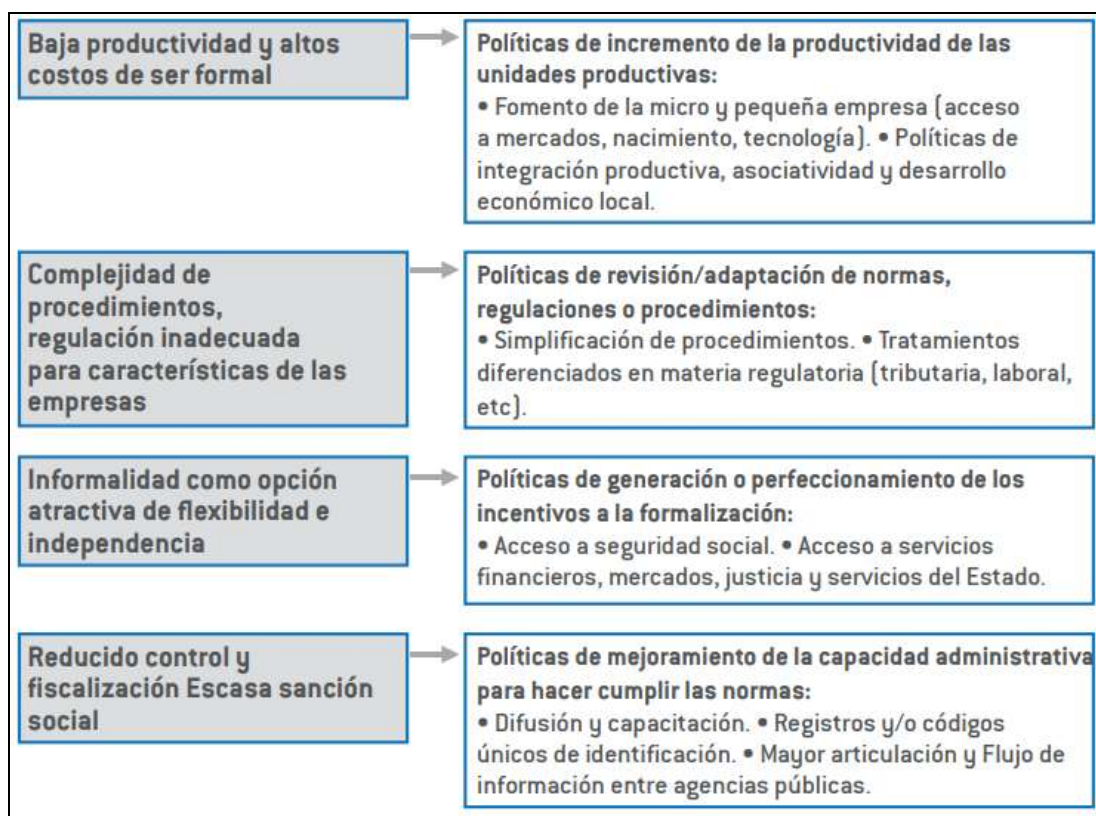 Baja productividad y altos
costos de ser formal
Políticas de incremento de la productividad de las
unidades productivas:
• Fomento de la micro y pequeña empresa (acceso
a mercados, nacimiento, tecnología). • Políticas de
integración productiva, asociatividad y desarrollo
económico local.
Complejidad de
procedimientos,
regulación inadecuada
para características de las
empresas
Políticas de revisión/adaptación de normas,
regulaciones o procedimientos:
• Simplificación de procedimientos. • Tratamientos
diferenciados en materia regulatoria (tributaria, laboral,
etc).
Informalidad como opción
atractiva de flexibilidad e
independencia
Políticas de generación o perfeccionamiento de los
incentivos a la formalización:
• Acceso a seguridad social. • Acceso a servicios
financieros, mercados, justicia y servicios del Estado.
Reducido control y
fiscalización Escasa sanción
social
Políticas de mejoramiento de la capacidad administrativa
para hacer cumplir las normas:
• Difusión y capacitación. • Registros y/o códigos
únicos de identificación. • Mayor articulación y Flujo de
información entre agencias públicas.